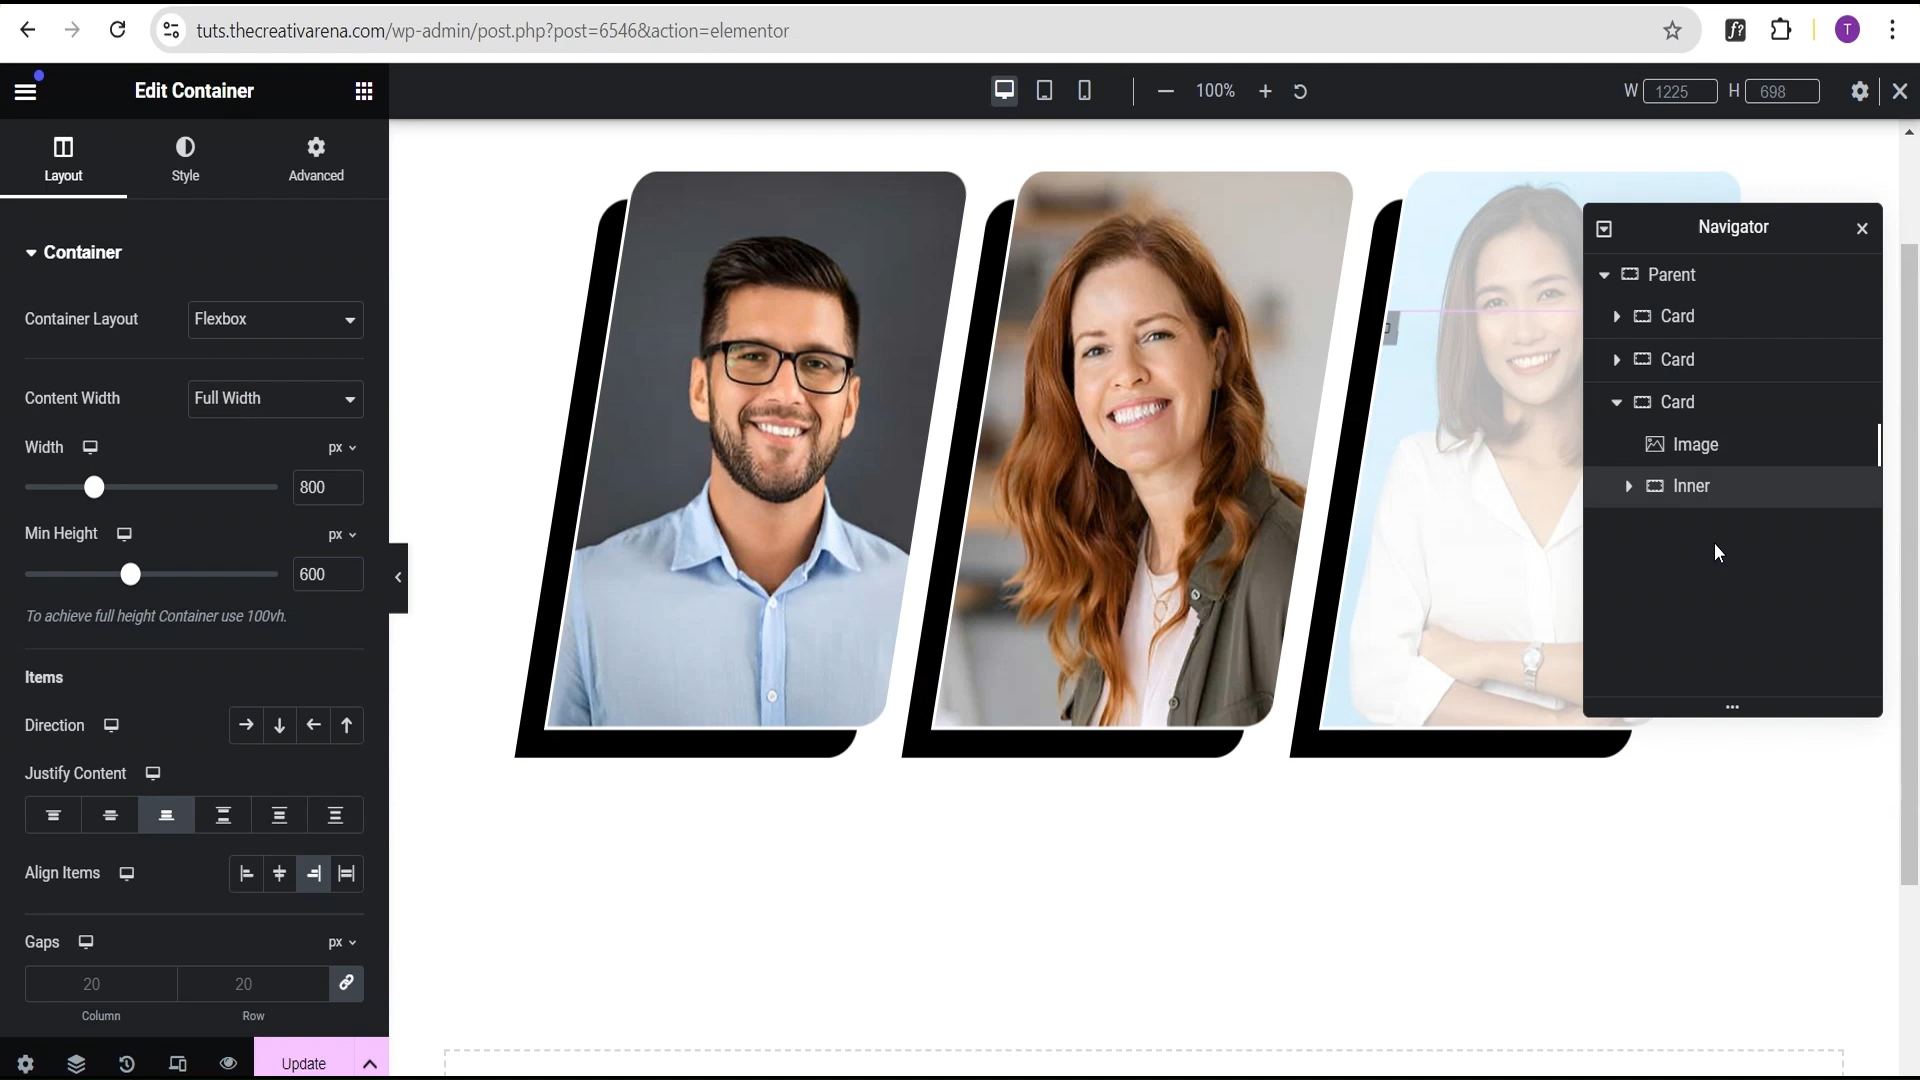 tuts.thecreativarena.com/wp-admin/post.php?post=6546&action=elementor
f?
T
Edit Container
100%
W 1225 H 698
Layout
Style
Advanced
Container
Container Layout
Flexbox
Content Width
Full Width
Width
px
800
Min Height
px
600
To achieve full height Container use 100vh.
Items
Direction
Justify Content
Align Items
Gaps
px
20
20
Column
Row
Update
Navigator
Parent
Card
Card
Card
Image
Inner